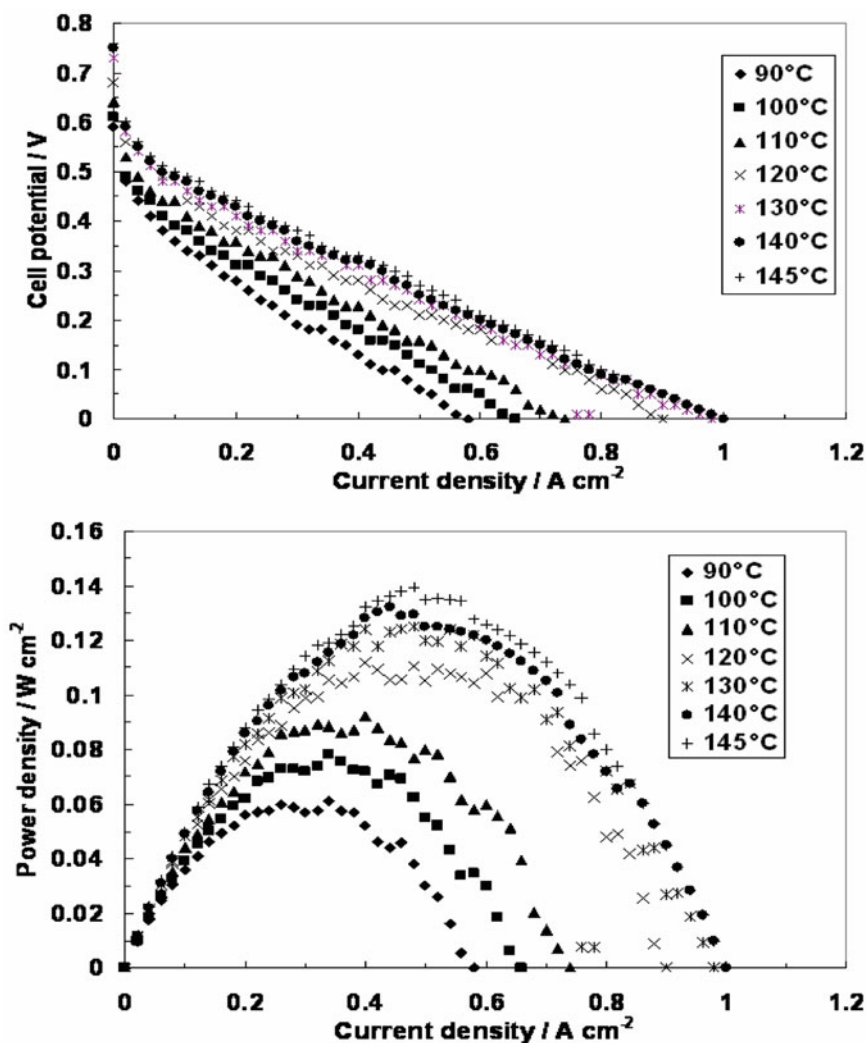 0.8
0.7
0.6
0.5
0.4
0.3
0.2
0.1
0
Cell potential / V
90°C
100°C
110°C
120°C
130°C
140°C
145°C
0 0.2 0.4 0.6 0.8 1 1.2
Current density / A cm-2
0.16
0.14
0.12
0.1
0.08
0.06
0.04
0.02
0
Power density / W cm-2
90°C
100°C
110°C
120°C
130°C
140°C
145°C
0 0.2 0.4 0.6 0.8 1 1.2
Current density / A cm-2